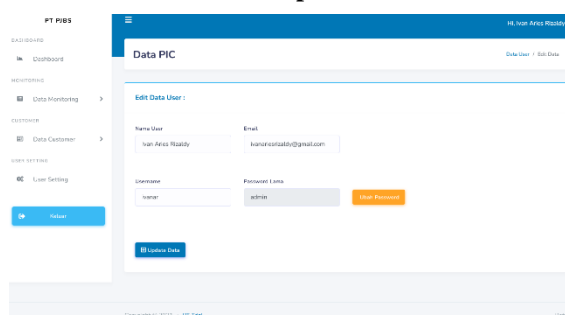 PT PJBS
Hi, Ivan Aries Rizaldy
DASHBOARD
Dashboard
Data PIC
Data User / Edit Data
MONITORING
Data Monitoring
Edit Data User :
CUSTOMER
Data Customer
Nama User
Email
Ivan Aries Rizaldy
ivanariesrizaldy@gmail.com
USER SETTING
User Setting
Username
Password Lama
ivanar
admin
Ubah Password
Keluar
Update Data